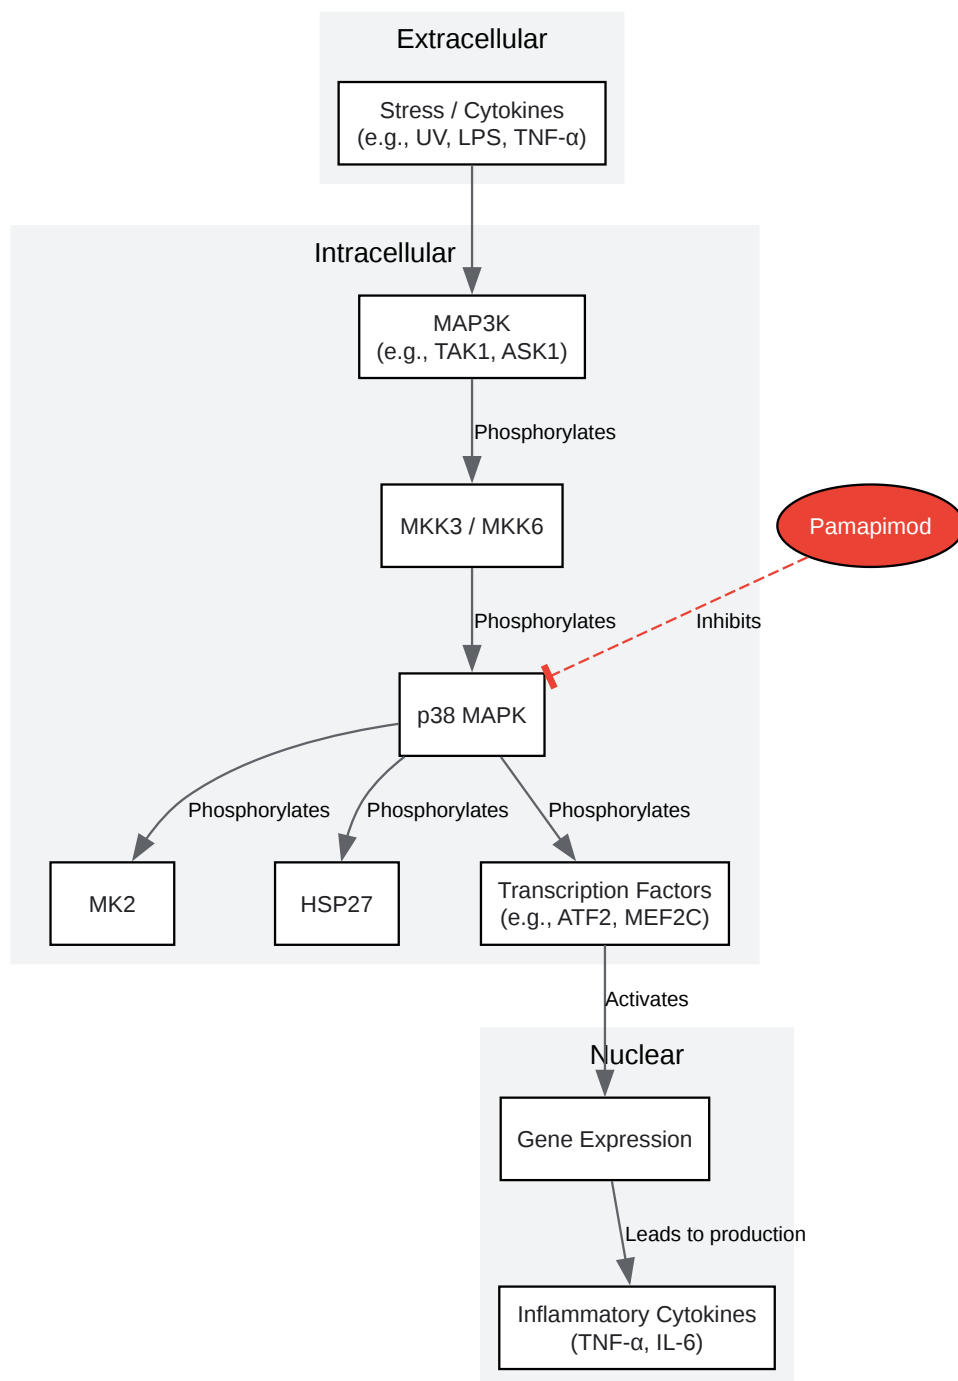 Extracellular
Stress / Cytokines
(e.g., UV, LPS, TNF-α)
Intracellular
MAP3K
(e.g., TAK1, ASK1)
Phosphorylates
MKK3 / MKK6
Pamapimod
Phosphorylates
Inhibits
p38 MAPK
Phosphorylates
Phosphorylates
Phosphorylates
MK2
HSP27
Transcription Factors
(e.g., ATF2, MEF2C)
Activates
Nuclear
Gene Expression
Leads to production
Inflammatory Cytokines
(TNF-α, IL-6)